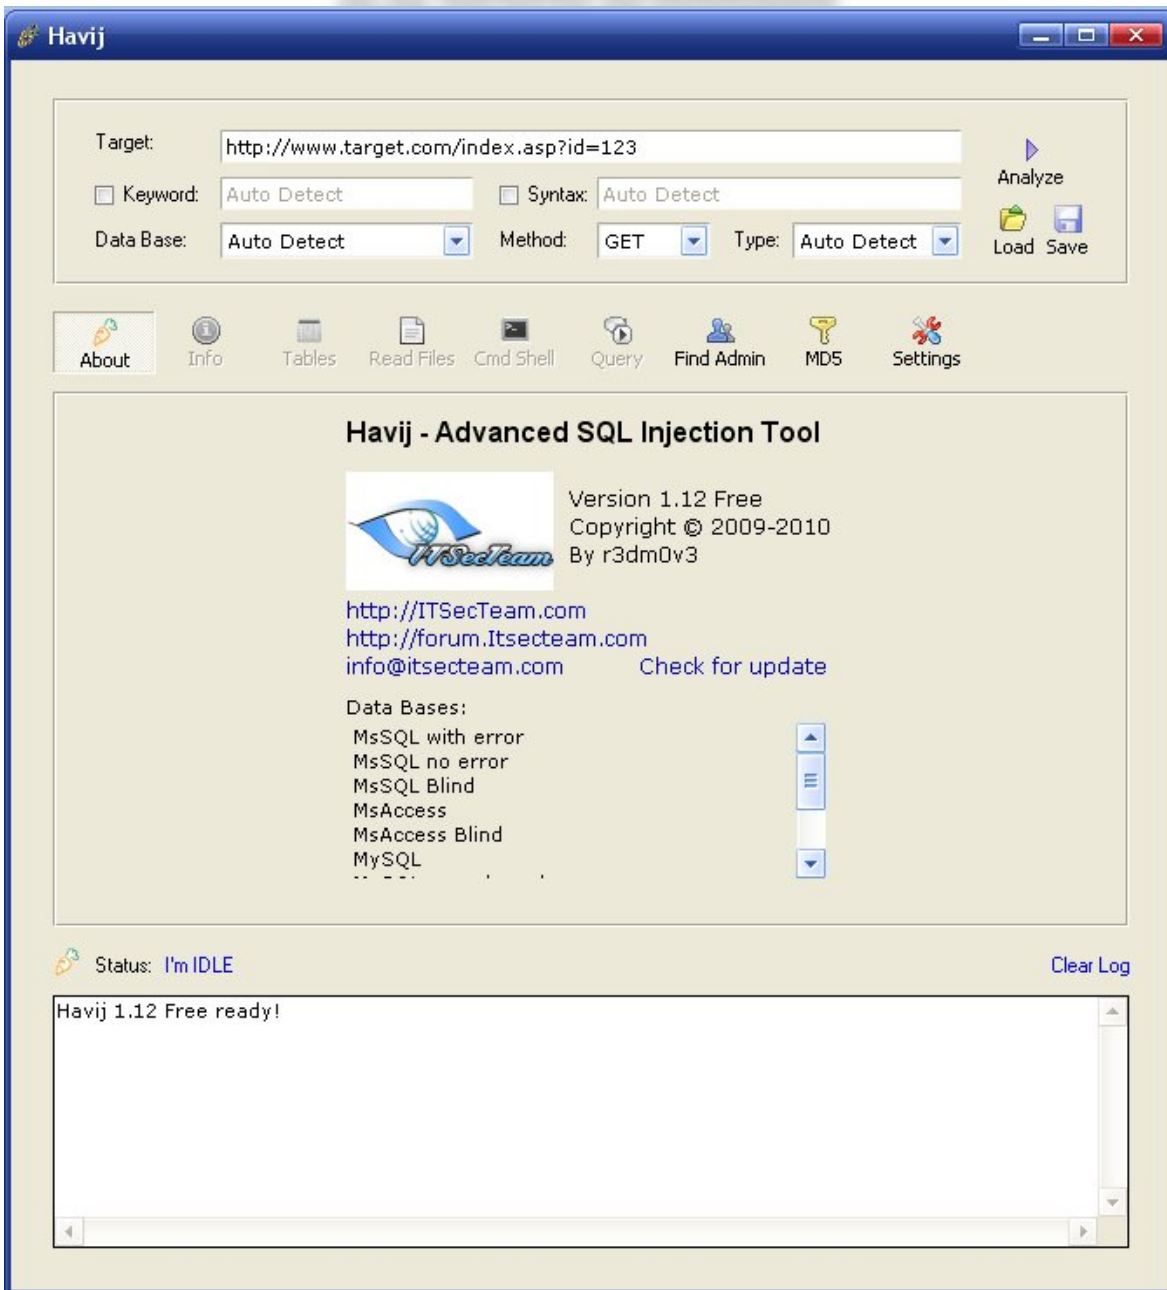 Havij
Target: http://www.target.com/index.asp?id=123
Analyze
Keyword: Auto Detect Syntax: Auto Detect
Data Base: Auto Detect Method: GET Type: Auto Detect
Load Save
About Info Tables Read Files Cmd Shell Query Find Admin MD5 Settings
Havij - Advanced SQL Injection Tool
ITSecTeam
Version 1.12 Free
Copyright © 2009-2010
By r3dm0v3
http://ITSecTeam.com
http://forum.Itsecteam.com
info@itsecteam.com Check for update
Data Bases:
MsSQL with error
MsSQL no error
MsSQL Blind
MsAccess
MsAccess Blind
MySQL
Status: I'm IDLE Clear Log
Havij 1.12 Free ready!